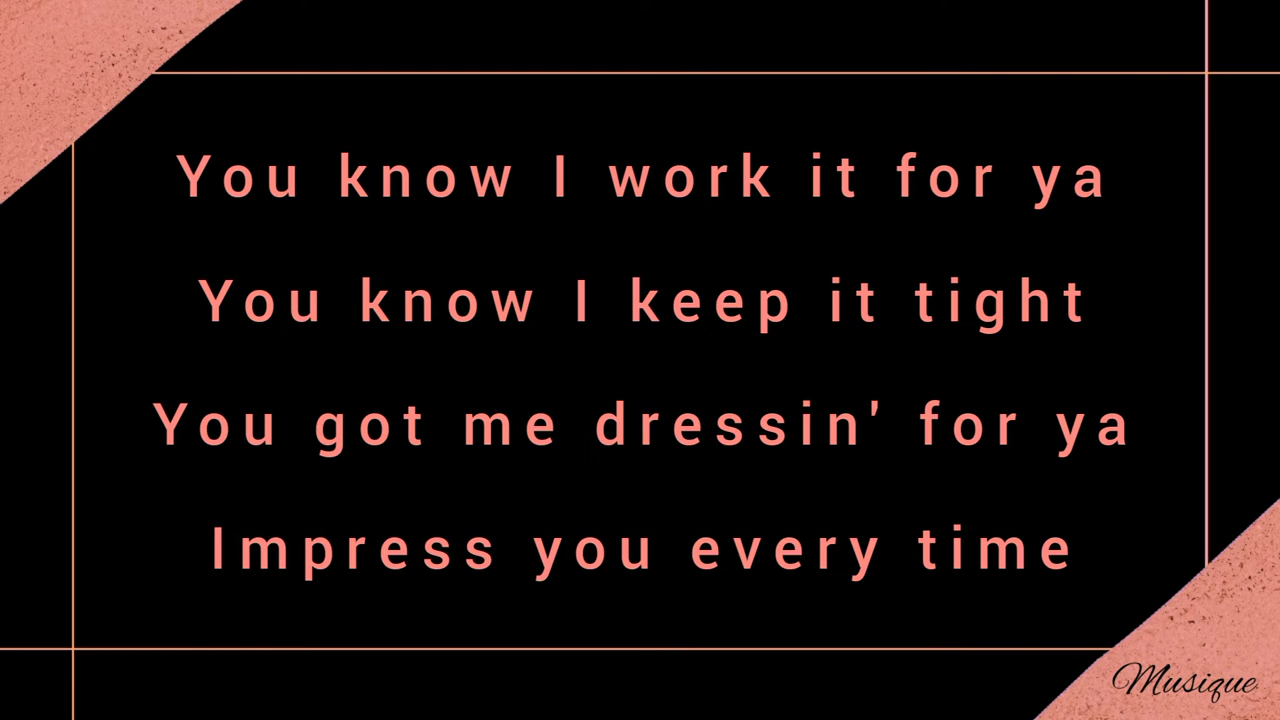 You know I work it for ya
You know I keep it tight
You got me dressin' for ya
Impress you every time
Musique